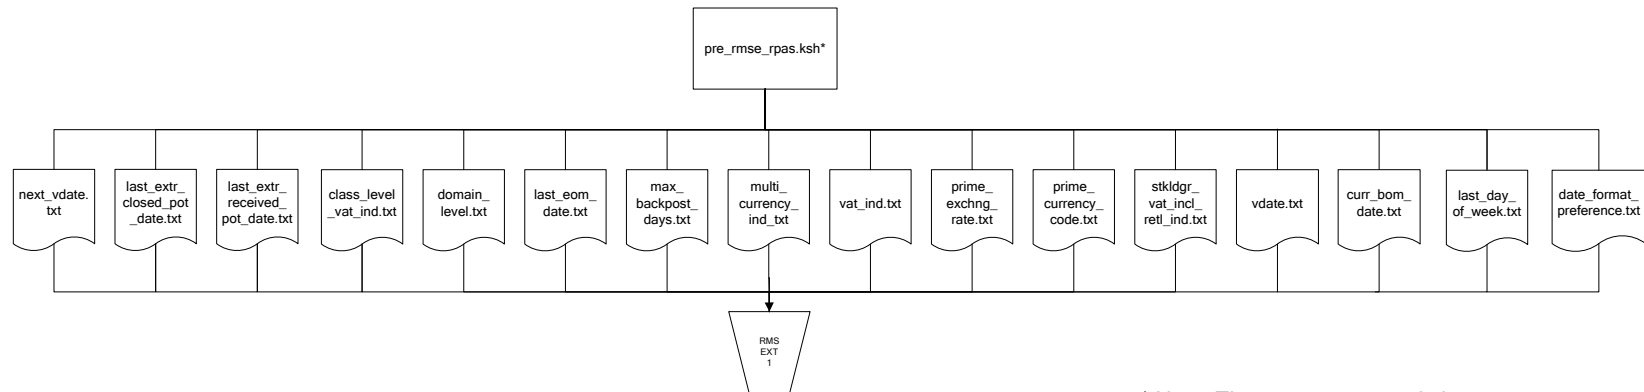 pre_rmse_rpas.ksh*
next_vdate.
txt
last_extr_
closed_pot
_date.txt
last_extr_
received_
pot_date.txt
class_level
_vat_ind.txt
domain_
level.txt
last_eom_
date.txt
max_
backpost_
days.txt
multi_
currency_
ind_txt
vat_ind.txt
prime_
exchng_
rate.txt
prime_
currency_
code.txt
stkldgr_
vat_incl_
retl_ind.txt
vdate.txt
curr_bom_
date.txt
last_day_
of_week.txt
date_format_
preference.txt
RMS
EXT
1